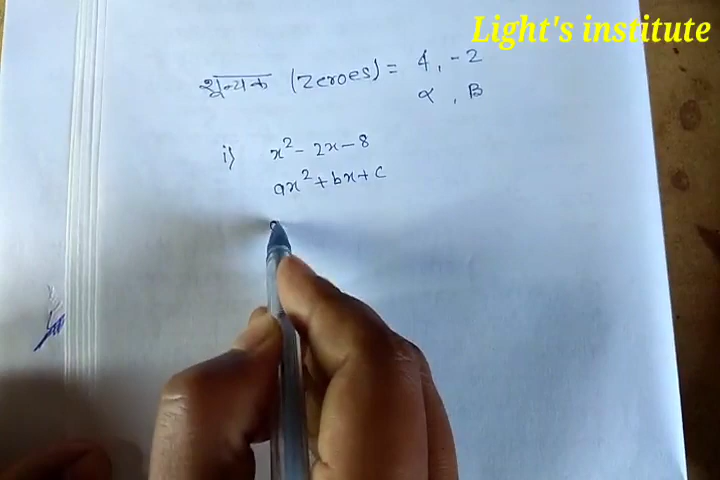 Light's institute
शून्यक (Zeroes) = 4, -2
α, β
i) x² - 2x - 8
ax² + bx + c